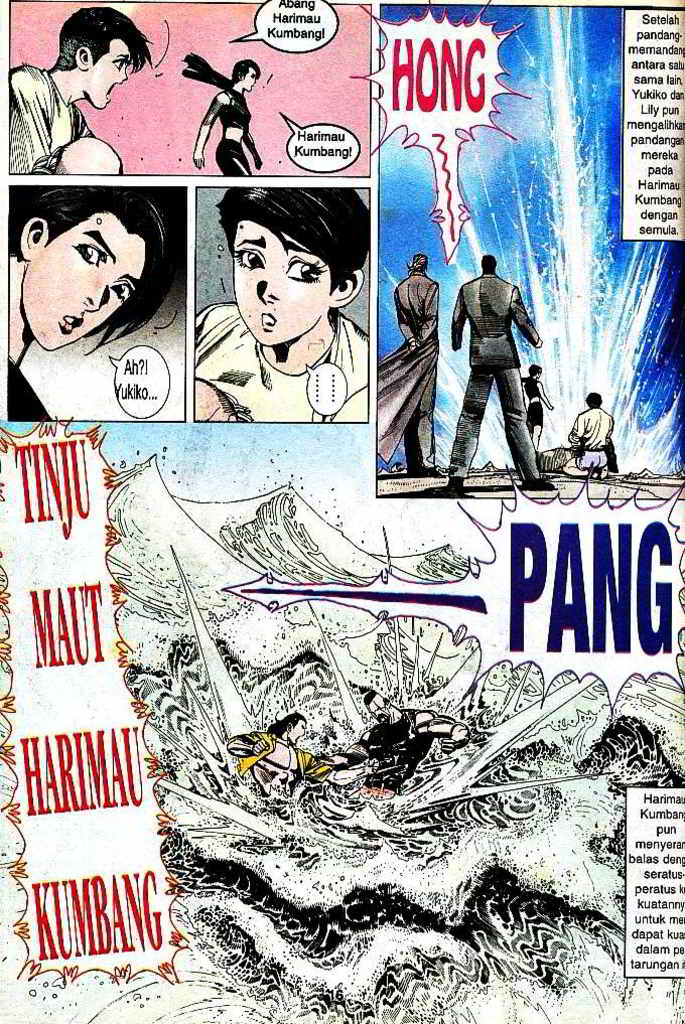 Abang
Harimau
Kumbang!
Harimau
Kumbang!
HONG
Setelah
pandang-
memandang
antara satu
sama lain,
Yukiko dan
Lily pun
mengalihkan
pandangan
mereka
pada
Harimau
Kumbang
dengan
semula.
Ah?!
Yukiko...
......
TINJU
MAUT
HARIMAU
KUMBANG
PANG
Harimau
Kumbang
pun
menyeran
balas deng
seratus-
peratus ku
kuatanny
untuk me
dapat kua
dalam pe
tarungan i